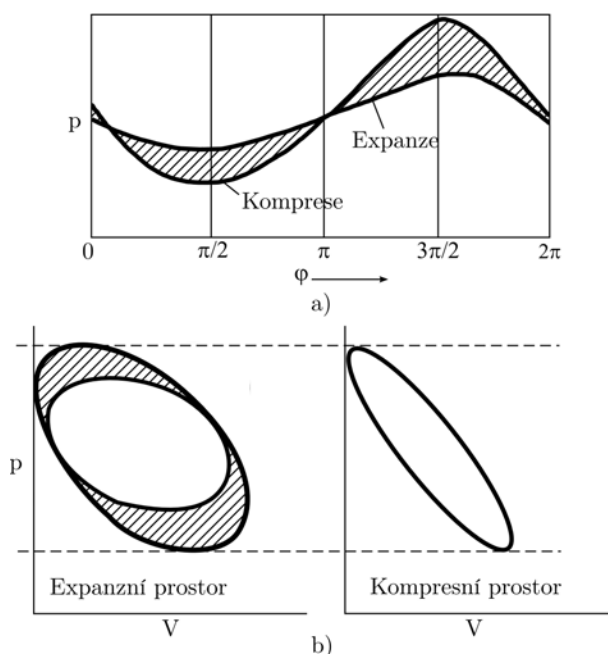 p
Expanze
Komprese
0 π/2 π 3π/2 2π
φ
a)
p
Expanzní prostor Kompresní prostor
V V
b)